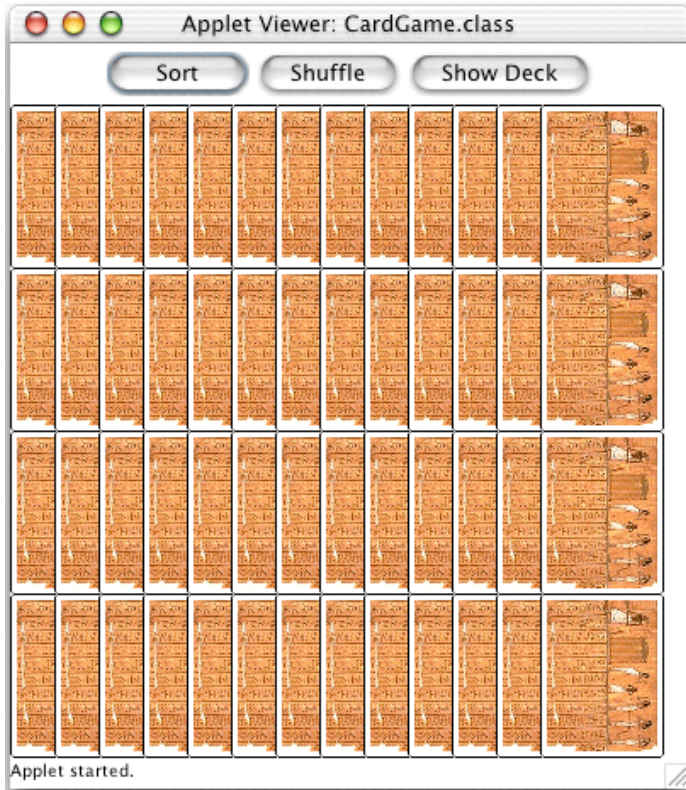 Applet Viewer: CardGame.class
Sort
Shuffle
Show Deck
Applet started.